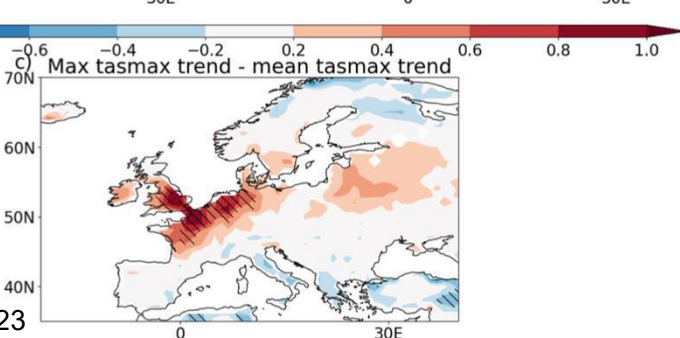 −0.6 −0.4 −0.2 0.2 0.4 0.6 0.8 1.0
c) Max tasmax trend - mean tasmax trend
70N
60N
50N
40N
23
0 30E